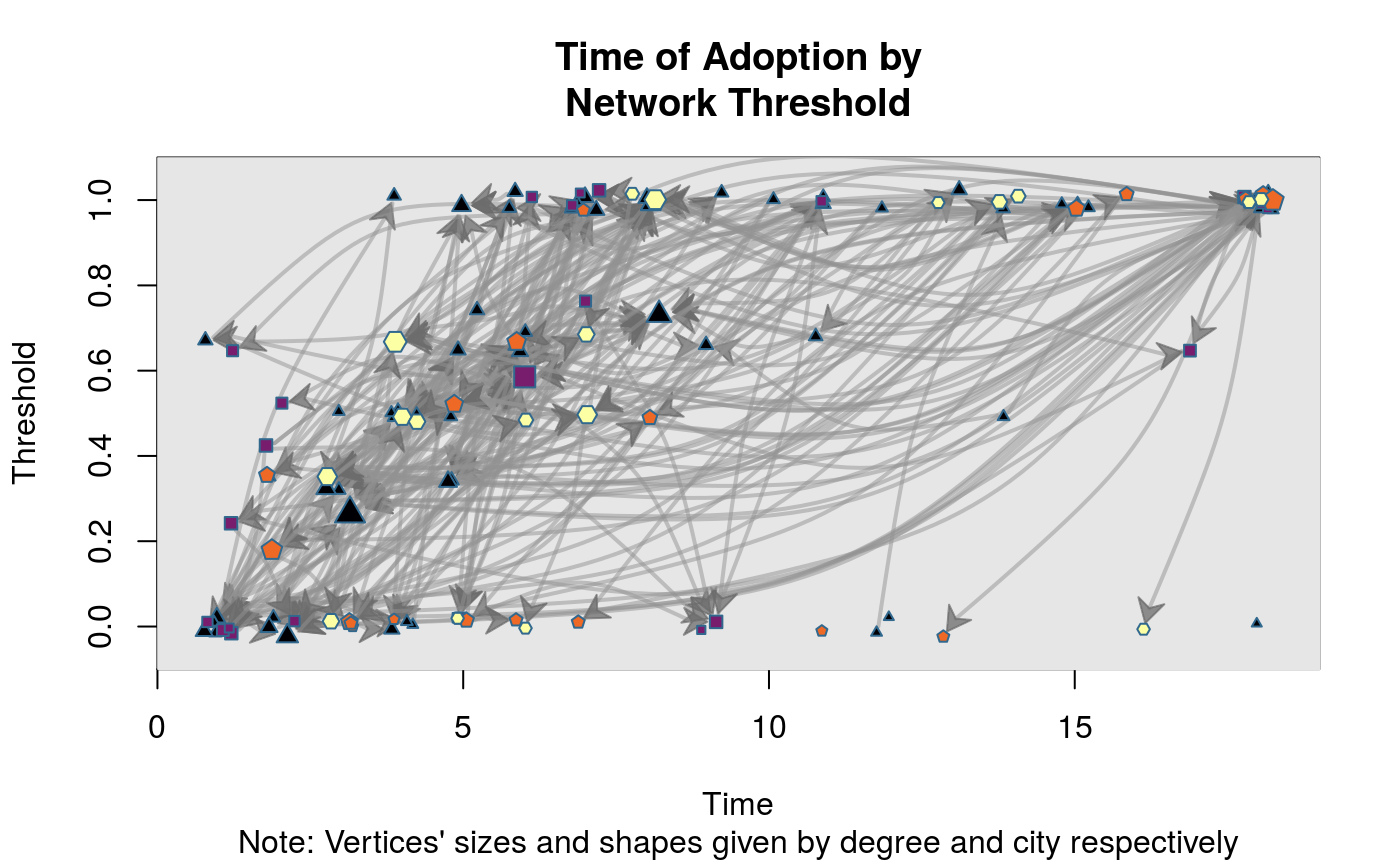 Time of Adoption by
Network Threshold
Threshold
1.0
0.8
0.6
0.4
0.2
0.0
0 5 10 15
Time
Note: Vertices' sizes and shapes given by degree and city respectively